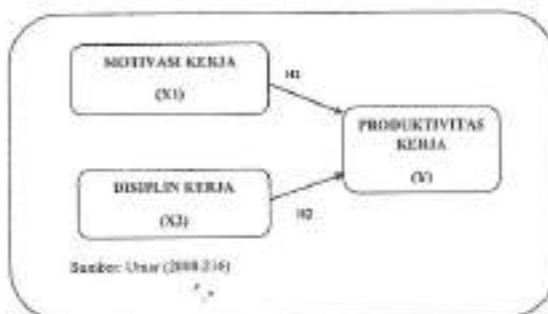 MOTIVASI KERJA
(X1)
H1
PRODUKTIVITAS
KERJA
(Y)
DISIPLIN KERJA
(X2)
H2
Sumber: Umar (2008:216)